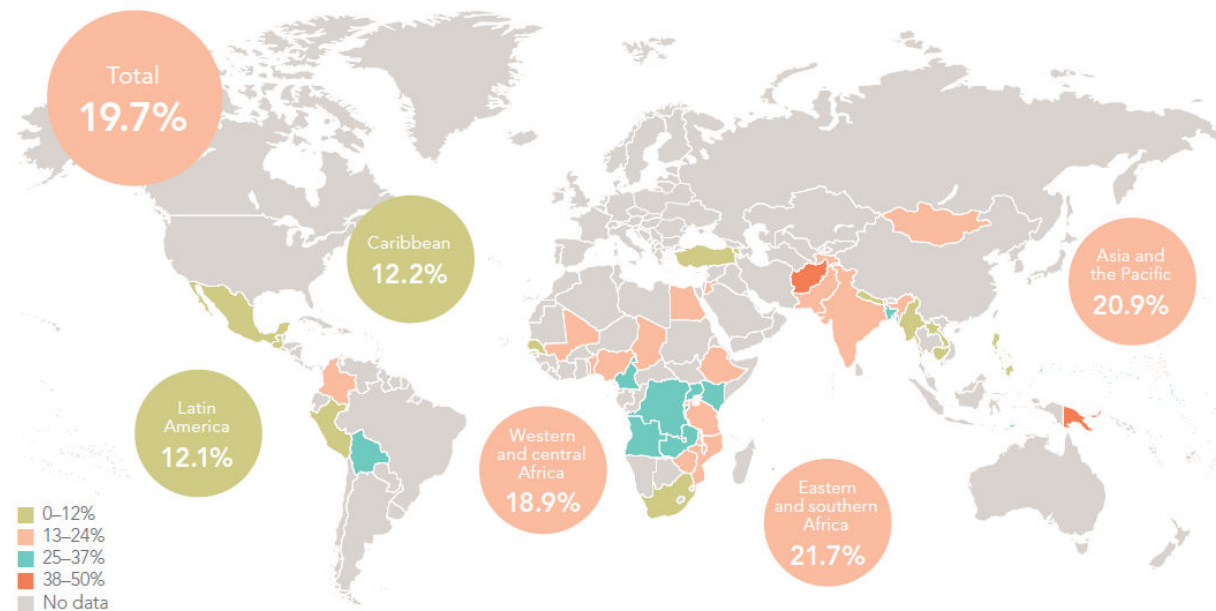 Total
19.7%
Caribbean
12.2%
Asia and
the Pacific
20.9%
Latin
America
12.1%
Western
and central
Africa
18.9%
Eastern
and southern
Africa
21.7%
0–12%
13–24%
25–37%
38–50%
No data